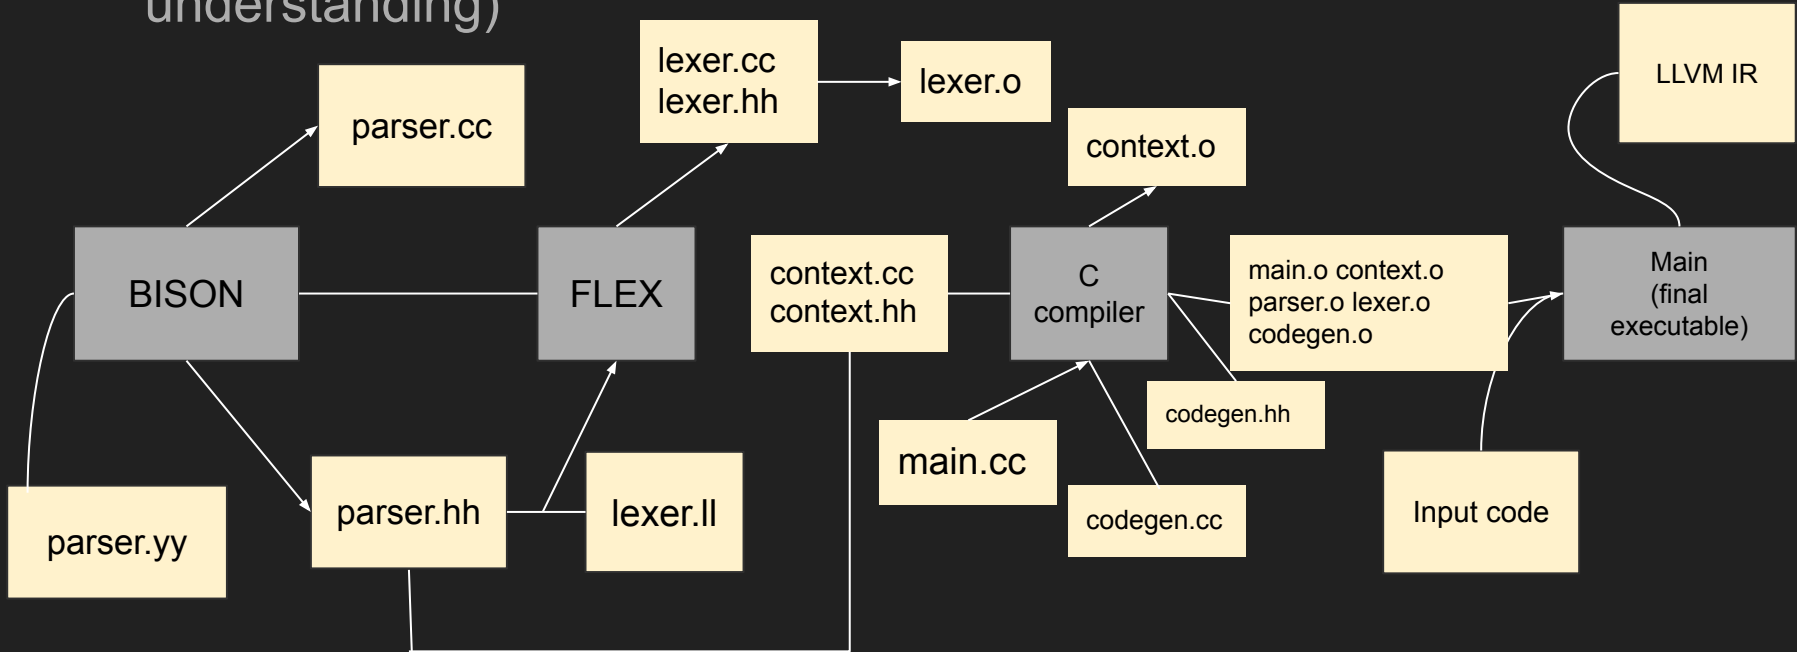 understanding)
parser.cc
lexer.cc
lexer.hh
lexer.o
context.o
LLVM IR
BISON
FLEX
context.cc
context.hh
C
compiler
main.o context.o
parser.o lexer.o
codegen.o
Main
(final
executable)
codegen.hh
main.cc
parser.yy
parser.hh
lexer.ll
codegen.cc
Input code